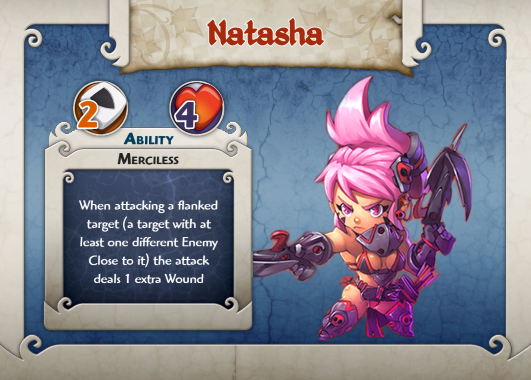 Natasha
2
4
Ability
Merciless
When attacking a flanked
target (a target with at
least one different Enemy
Close to it) the attack
deals 1 extra Wound